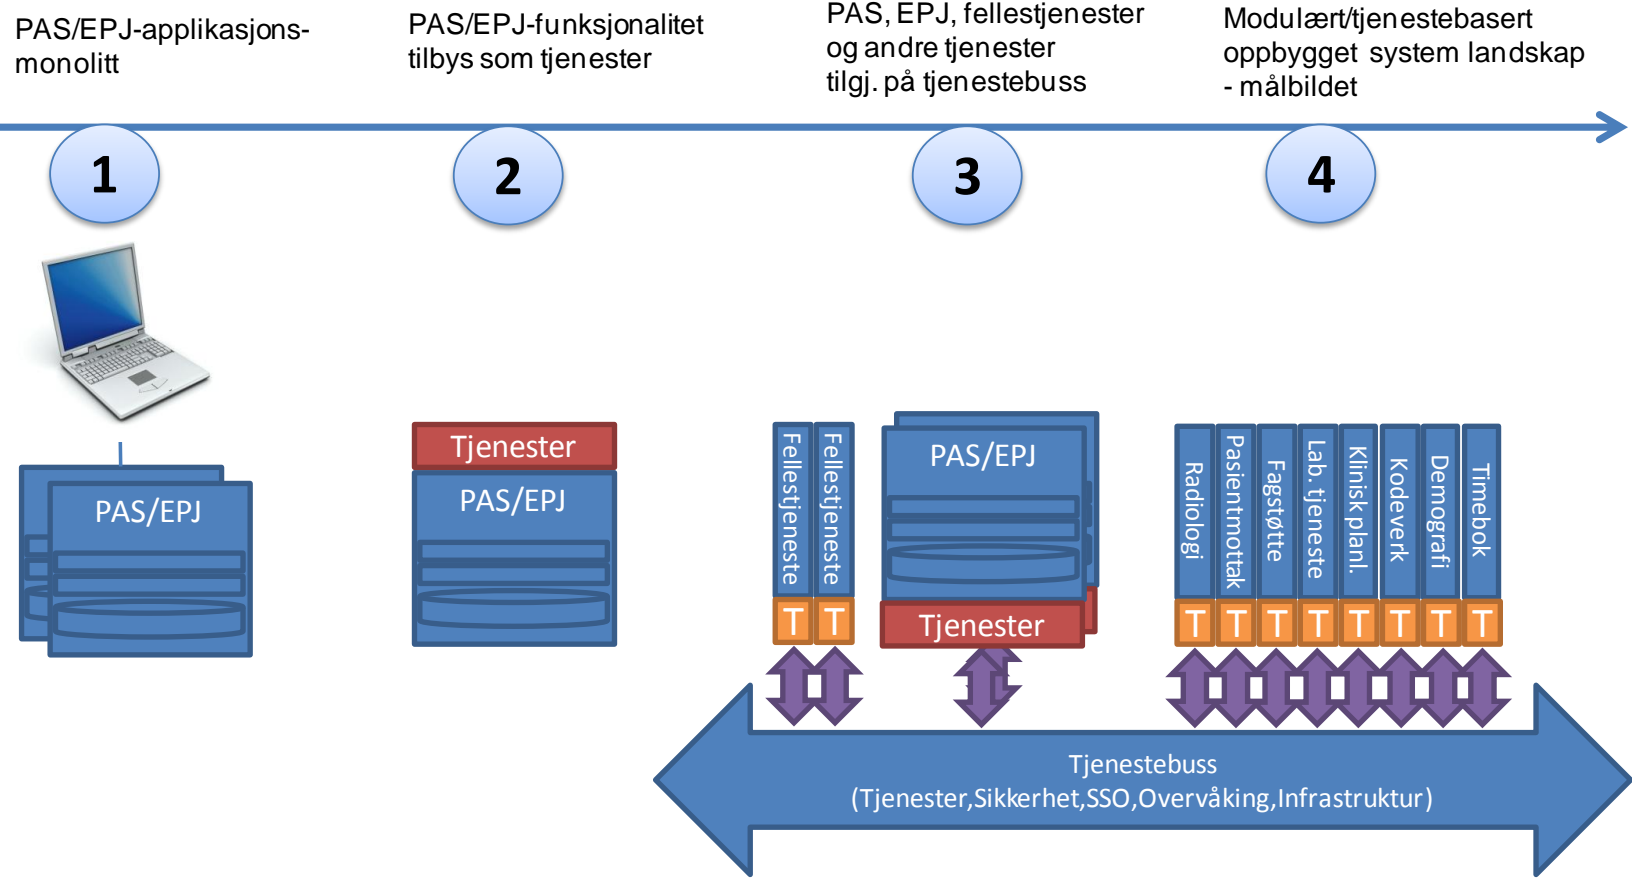 PAS/EPJ-applikasjons-
monolitt
PAS/EPJ-funksjonalitet
tilbys som tjenester
PAS, EPJ, fellestjenester
og andre tjenester
tilgj. på tjenestebuss
Modulært/tjenestebasert
oppbygget system landskap
- målbildet
1
2
3
4
PAS/EPJ
Tjenester
PAS/EPJ
Fellestjeneste
Fellestjeneste
T
T
PAS/EPJ
Tjenester
Radiologi
Pasientmottak
Fagstøtte
Lab. tjeneste
Klinisk planl.
Kodeverk
Demografi
Timebok
T
T
T
T
T
T
T
T
Tjenestebuss
(Tjenester,Sikkerhet,SSO,Overvåking,Infrastruktur)